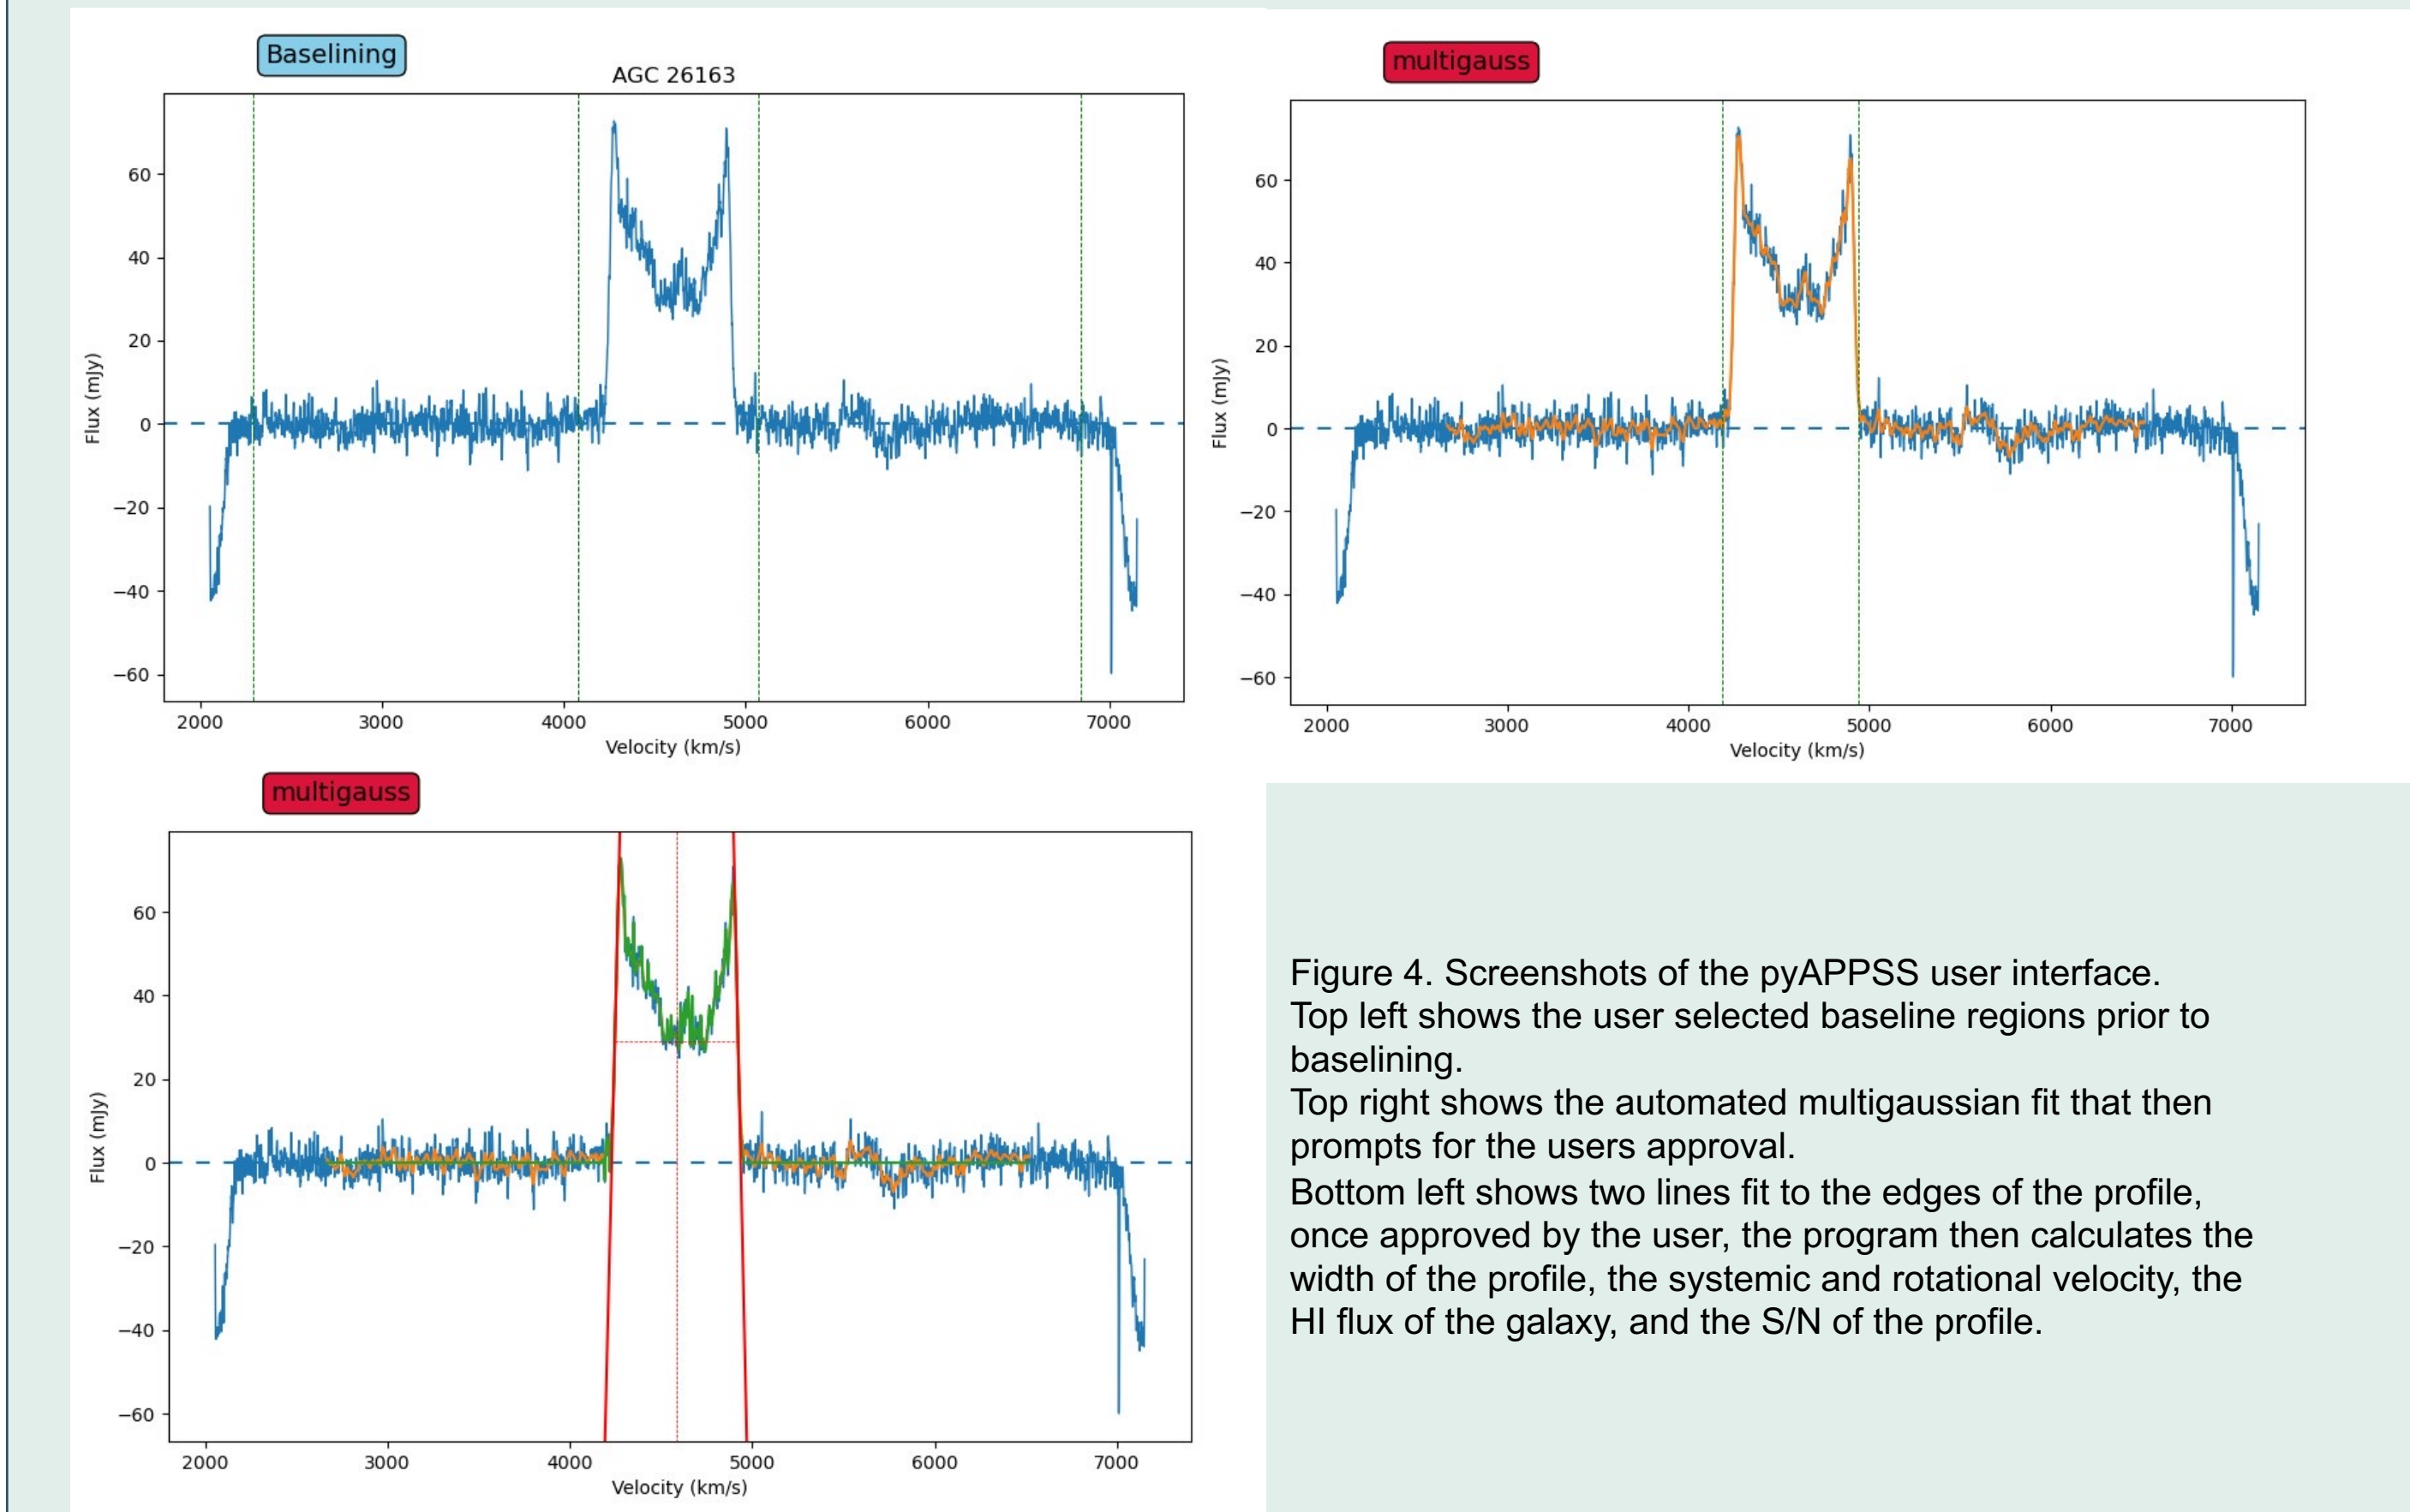 Baselining
AGC 26163
Flux (mJy)
60
40
20
0
−20
−40
−60
2000 3000 4000 5000 6000 7000
Velocity (km/s)
multigauss
Flux (mJy)
60
40
20
0
−20
−40
−60
2000 3000 4000 5000 6000 7000
Velocity (km/s)
multigauss
Flux (mJy)
60
40
20
0
−20
−40
−60
2000 3000 4000 5000 6000 7000
Velocity (km/s)
Figure 4. Screenshots of the pyAPPSS user interface.
Top left shows the user selected baseline regions prior to
baselining.
Top right shows the automated multigaussian fit that then
prompts for the users approval.
Bottom left shows two lines fit to the edges of the profile,
once approved by the user, the program then calculates the
width of the profile, the systemic and rotational velocity, the
HI flux of the galaxy, and the S/N of the profile.